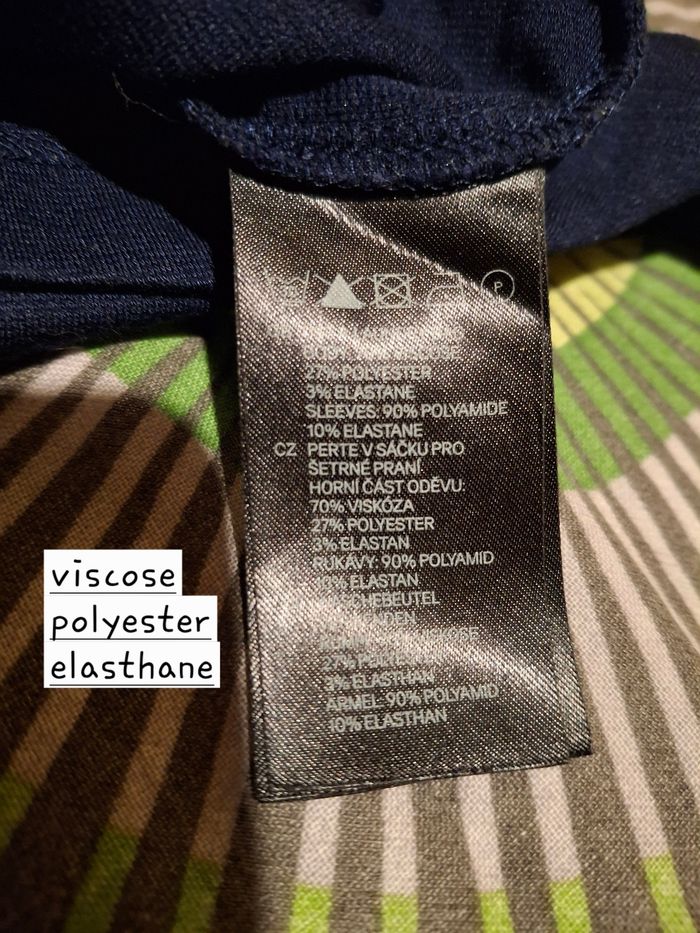 P
27% POLYESTER
3% ELASTANE
SLEEVES: 90% POLYAMIDE
10% ELASTANE
CZ PERTE V SÁČKU PRO
ŠETRNÉ PRANÍ
HORNÍ ČÁST ODĚVU:
70% VISKÓZA
27% POLYESTER
3% ELASTAN
RUKÁVY: 90% POLYAMID
ELASTAN
27%
3% ELASTHAN
ÄRMEL: 90% POLYAMID
10% ELASTHAN
viscose
polyester
elasthane